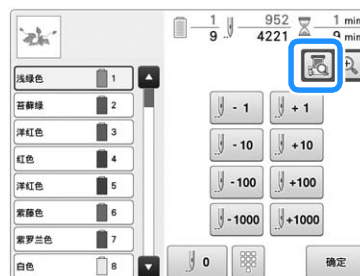 1 952 1 min
9 4221 9 min
浅绿色 1
苔藓绿 2
洋红色 3
红色 4
洋红色 5
紫藤色 6
紫罗兰色 7
白色 8
- 1 + 1
- 10 +10
- 100 +100
- 1000 +1000
0 确定